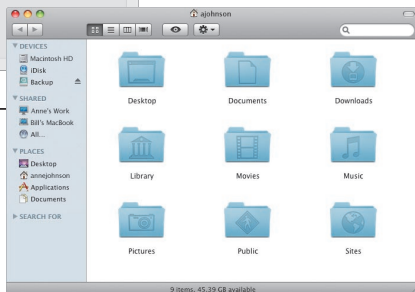 ajohnson
DEVICES
Macintosh HD
iDisk
Backup
SHARED
Anne's Work
Bill's MacBook
All...
PLACES
Desktop
annejohnson
Applications
Documents
SEARCH FOR
Desktop
Documents
Downloads
Library
Movies
Music
Pictures
Public
Sites
9 items, 45.39 GB available